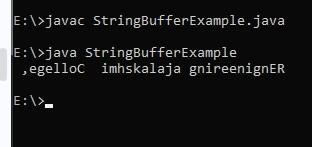 E:\>javac StringBufferExample.java
E:\>java StringBufferExample
 ,egelloC  imhskalaja gnireenignER
E:\>